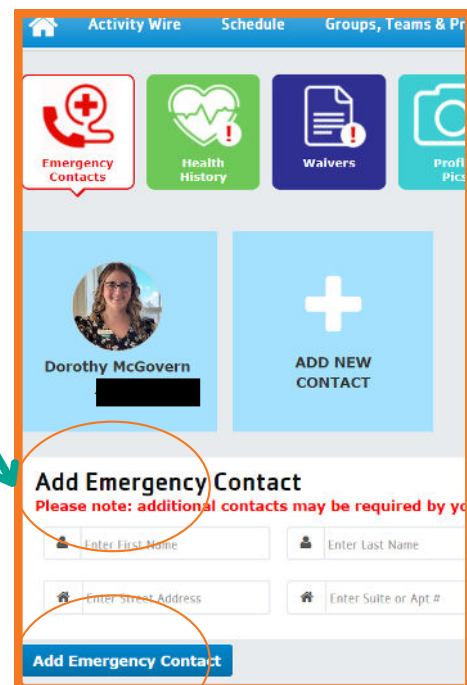 Activity Wire Schedule Groups, Teams & Pr
Emergency Contacts
Health History
Waivers
Profi
Pics
Dorothy McGovern
ADD NEW
CONTACT
Add Emergency Contact
Please note: additional contacts may be required by yo
Enter First Name Enter Last Name
Enter Street Address Enter Suite or Apt #
Add Emergency Contact